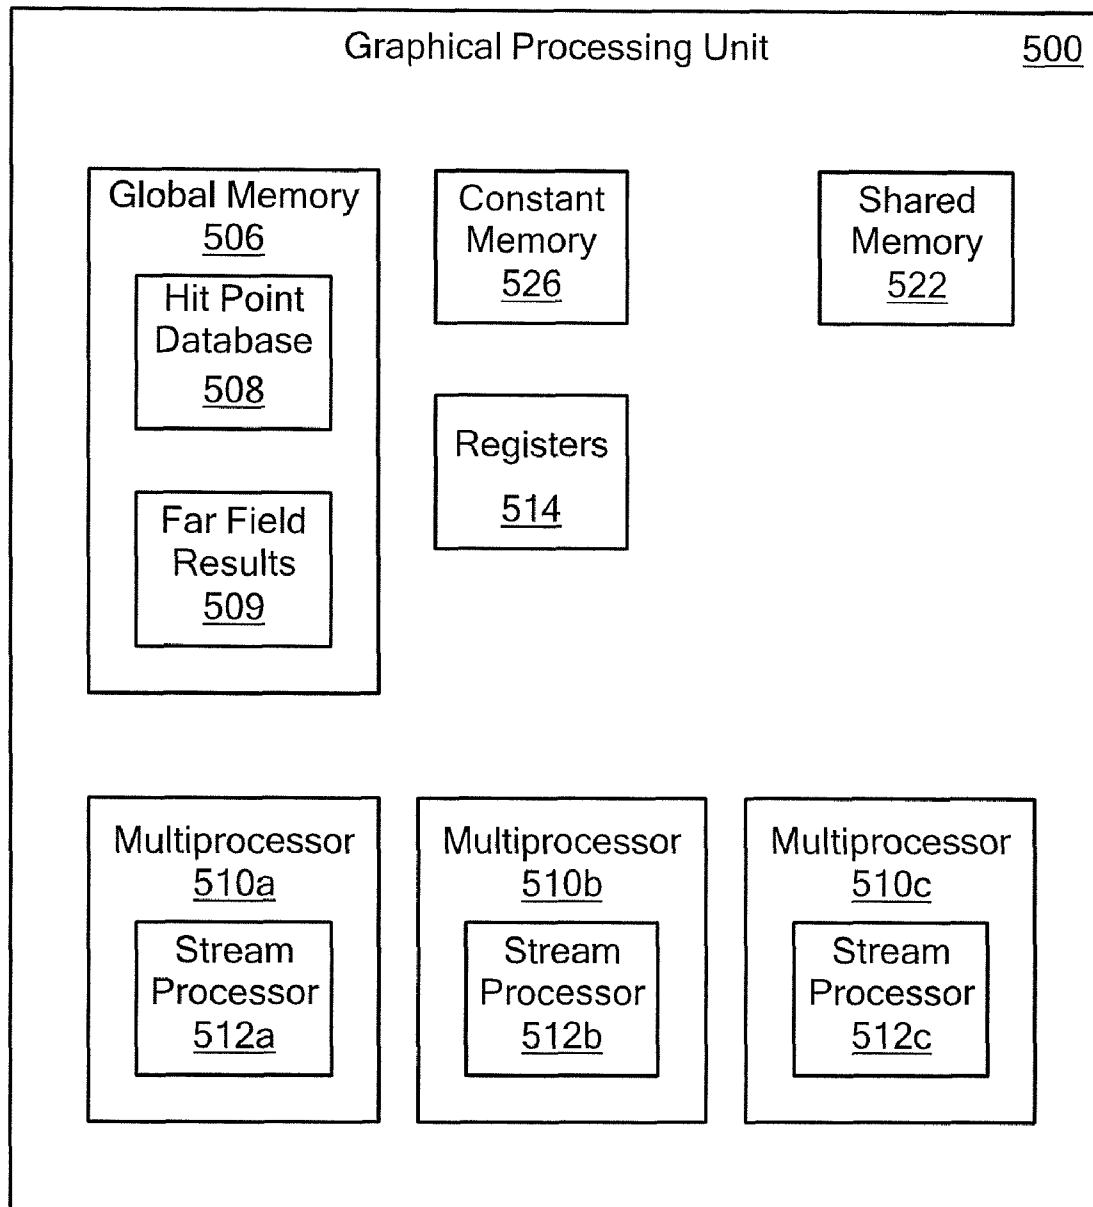 Graphical Processing Unit
500
Global Memory
506
Hit Point
Database
508
Far Field
Results
509
Constant
Memory
526
Registers
514
Shared
Memory
522
Multiprocessor
510a
Stream
Processor
512a
Multiprocessor
510b
Stream
Processor
512b
Multiprocessor
510c
Stream
Processor
512c